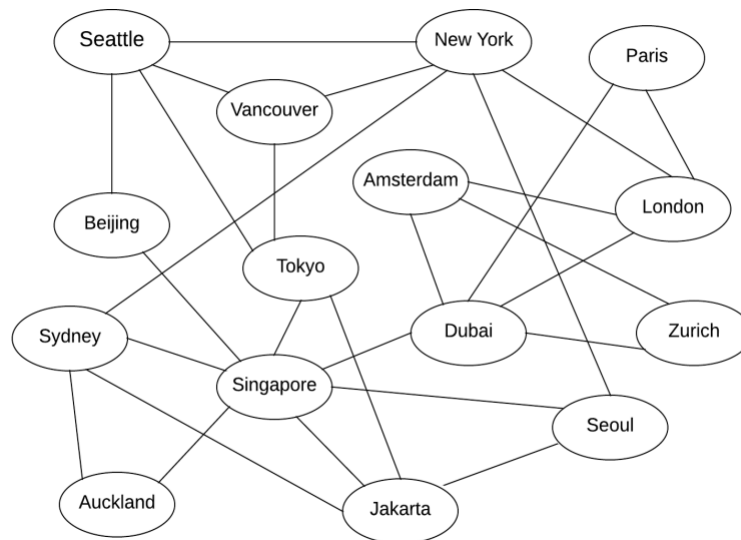 Seattle
New York
Paris
Vancouver
Amsterdam
London
Beijing
Tokyo
Sydney
Dubai
Zurich
Singapore
Seoul
Auckland
Jakarta